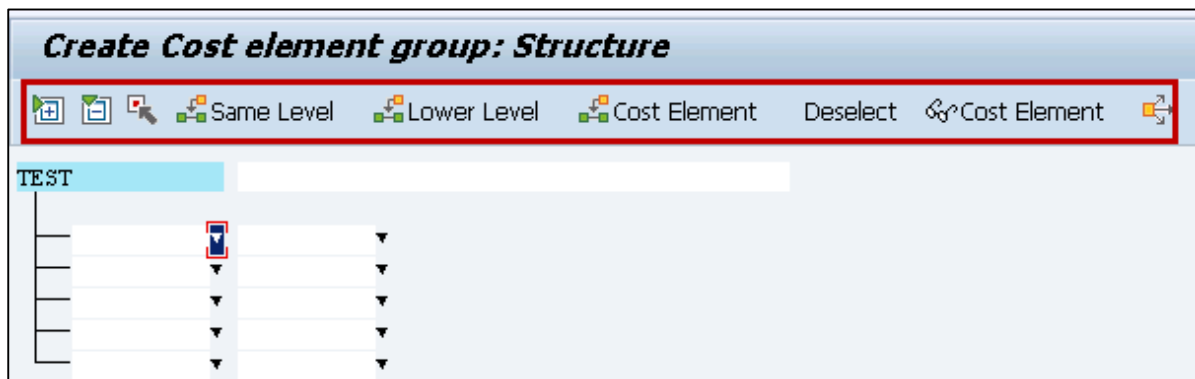 Create Cost element group: Structure
Same Level Lower Level Cost Element Deselect Cost Element
TEST